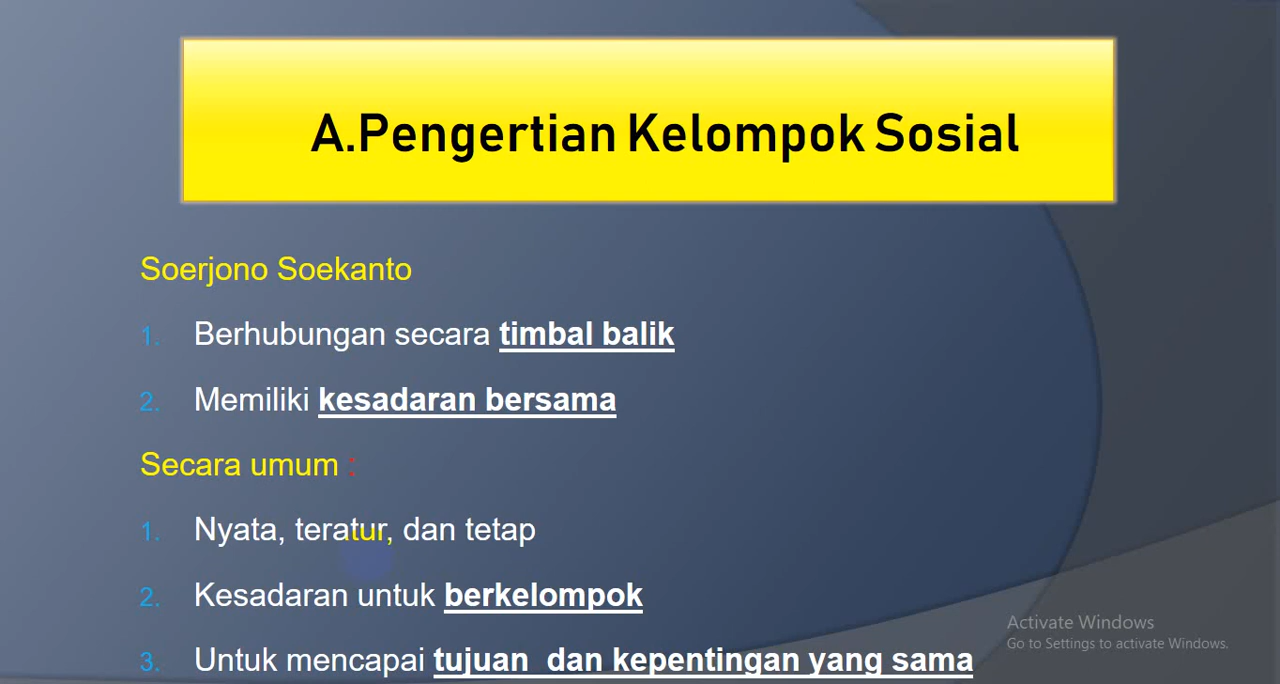 A.Pengertian Kelompok Sosial
Soerjono Soekanto
1. Berhubungan secara timbal balik
2. Memiliki kesadaran bersama
Secara umum :
1. Nyata, teratur, dan tetap
2. Kesadaran untuk berkelompok
3. Untuk mencapai tujuan dan kepentingan yang sama
Activate Windows
Go to Settings to activate Windows.